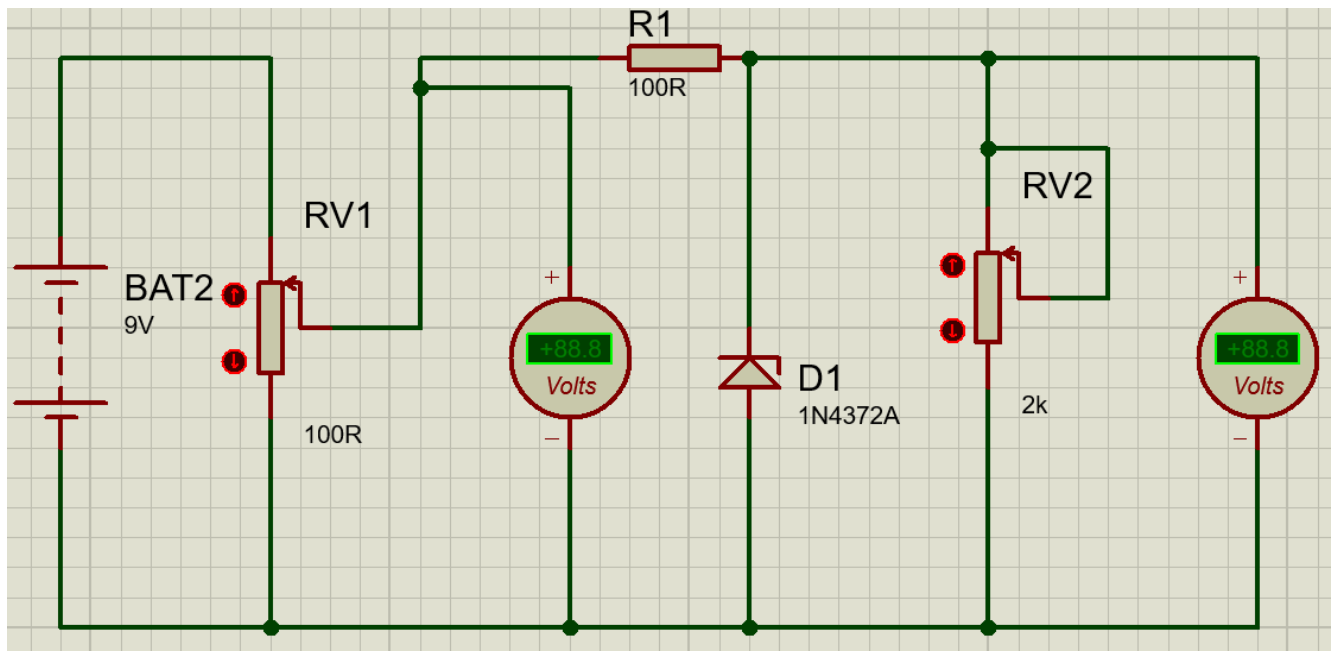 R1
100R
RV1
RV2
BAT2
9V
+
+
+88.8
Volts
+88.8
Volts
D1
1N4372A
2k
100R
−
−